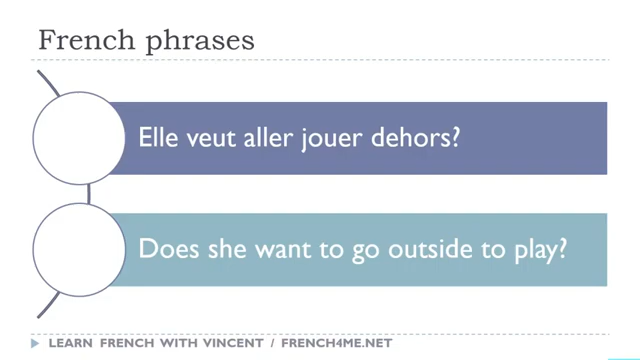 French phrases
Elle veut aller jouer dehors?
Does she want to go outside to play?
LEARN FRENCH WITH VINCENT / FRENCH4ME.NET